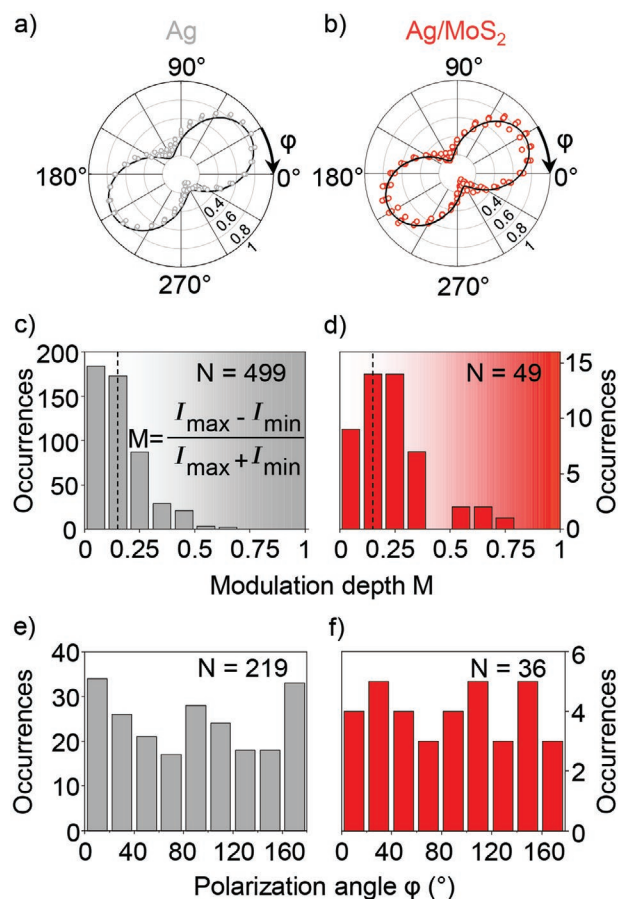 a)
Ag
90°
180°
φ
0°
0.4
0.6
0.8
1
270°
b)
Ag/MoS₂
90°
180°
φ
0°
0.4
0.6
0.8
1
270°
c)
Occurrences
200
150
100
50
0
N = 499
M = (I_max - I_min)/(I_max + I_min)
0
0.25
0.5
0.75
1
d)
N = 49
15
10
5
0
Occurrences
0
0.25
0.5
0.75
1
Modulation depth M
e)
Occurrences
40
30
20
10
0
N = 219
0
40
80
120
160
f)
N = 36
6
4
2
0
Occurrences
0
40
80
120
160
Polarization angle φ (°)